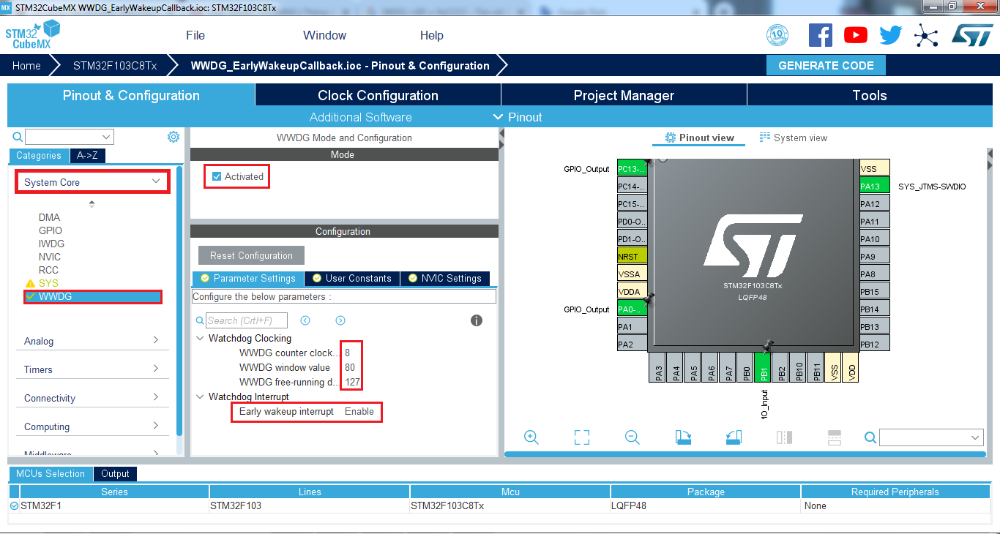 MX STM32CubeMX WWDG_EarlyWakeupCallback.ioc: STM32F103C8Tx
STM32
CubeMX
File
Window
Help
10
ST
Home
STM32F103C8Tx
WWDG_EarlyWakeupCallback.ioc - Pinout & Configuration
GENERATE CODE
Pinout & Configuration
Clock Configuration
Project Manager
Tools
Additional Software
Pinout
Categories
A->Z
System Core
DMA
GPIO
IWDG
NVIC
RCC
SYS
WWDG
Analog
Timers
Connectivity
Computing
Middleware
WWDG Mode and Configuration
Mode
Activated
Configuration
Reset Configuration
Parameter Settings
User Constants
NVIC Settings
Configure the below parameters :
Search (Crtl+F)
Watchdog Clocking
WWDG counter clock... 8
WWDG window value 80
WWDG free-running d... 127
Watchdog Interrupt
Early wakeup interrupt Enable
Pinout view
System view
GPIO_Output
PC13-..
PC14-..
PC15-..
PD0-O..
PD1-O..
NRST
VSSA
VDDA
GPIO_Output
PA0-..
PA1
PA2
VSS
PA13
SYS_JTMS-SWDIO
PA12
PA11
PA10
PA9
PA8
PB15
PB14
PB13
PB12
ST
STM32F103C8Tx
LQFP48
PA3
PA4
PA5
PA6
PA7
PB0
PB1
PB2
PB10
PB11
VSS
VDD
IO_Input
MCUs Selection
Output
Series
Lines
Mcu
Package
Required Peripherals
STM32F1
STM32F103
STM32F103C8Tx
LQFP48
None